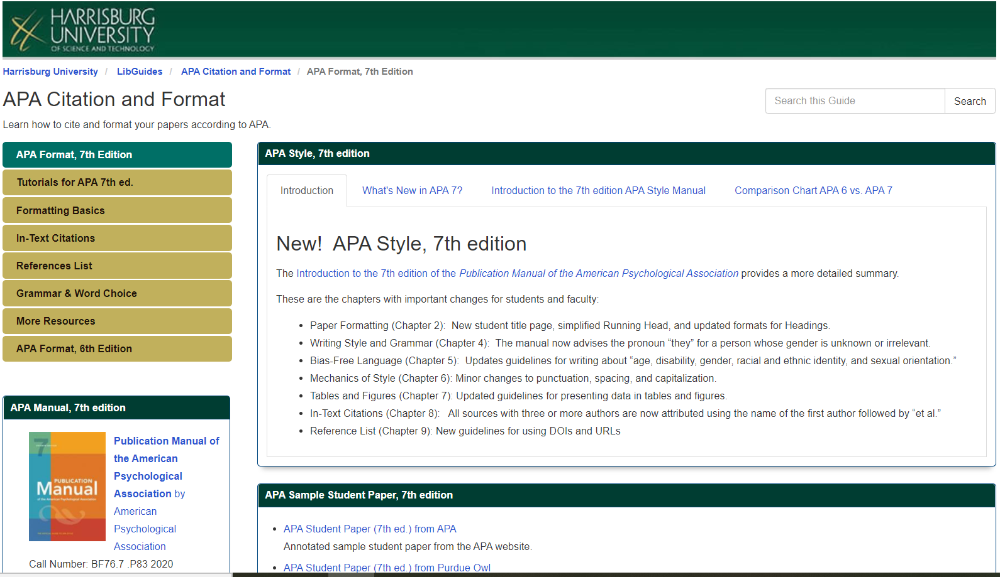 HARRISBURG
UNIVERSITY
OF SCIENCE AND TECHNOLOGY
Harrisburg University / LibGuides / APA Citation and Format / APA Format, 7th Edition
APA Citation and Format
Search this Guide
Search
Learn how to cite and format your papers according to APA.
APA Format, 7th Edition
Tutorials for APA 7th ed.
Formatting Basics
In-Text Citations
References List
Grammar & Word Choice
More Resources
APA Format, 6th Edition
APA Manual, 7th edition
7
PUBLICATION
Manual
of the American Psychological Association
Publication Manual of
the American
Psychological
Association by
American
Psychological
Association
Call Number: BF76.7 .P83 2020
APA Style, 7th edition
Introduction
What's New in APA 7?
Introduction to the 7th edition APA Style Manual
Comparison Chart APA 6 vs. APA 7
New!  APA Style, 7th edition
The Introduction to the 7th edition of the Publication Manual of the American Psychological Association provides a more detailed summary.
These are the chapters with important changes for students and faculty:
• Paper Formatting (Chapter 2):  New student title page, simplified Running Head, and updated formats for Headings.
• Writing Style and Grammar (Chapter 4):  The manual now advises the pronoun “they” for a person whose gender is unknown or irrelevant.
• Bias-Free Language (Chapter 5):  Updates guidelines for writing about “age, disability, gender, racial and ethnic identity, and sexual orientation.”
• Mechanics of Style (Chapter 6): Minor changes to punctuation, spacing, and capitalization.
• Tables and Figures (Chapter 7): Updated guidelines for presenting data in tables and figures.
• In-Text Citations (Chapter 8):   All sources with three or more authors are now attributed using the name of the first author followed by “et al.”
• Reference List (Chapter 9): New guidelines for using DOIs and URLs
APA Sample Student Paper, 7th edition
• APA Student Paper (7th ed.) from APA
Annotated sample student paper from the APA website.
• APA Student Paper (7th ed.) from Purdue Owl